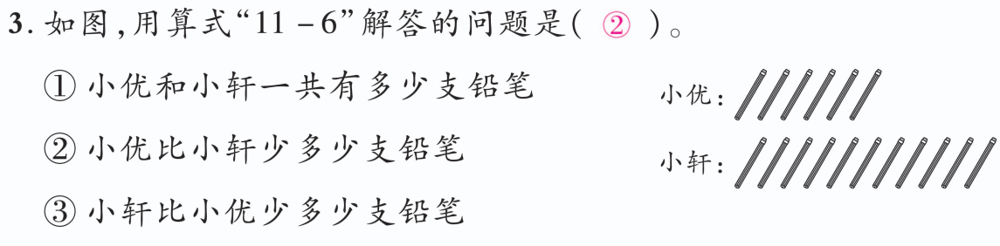 3. 如图,用算式“11－6”解答的问题是( ② )。
①小优和小轩一共有多少支铅笔
小优:
②小优比小轩少多少支铅笔
小轩:
③小轩比小优少多少支铅笔